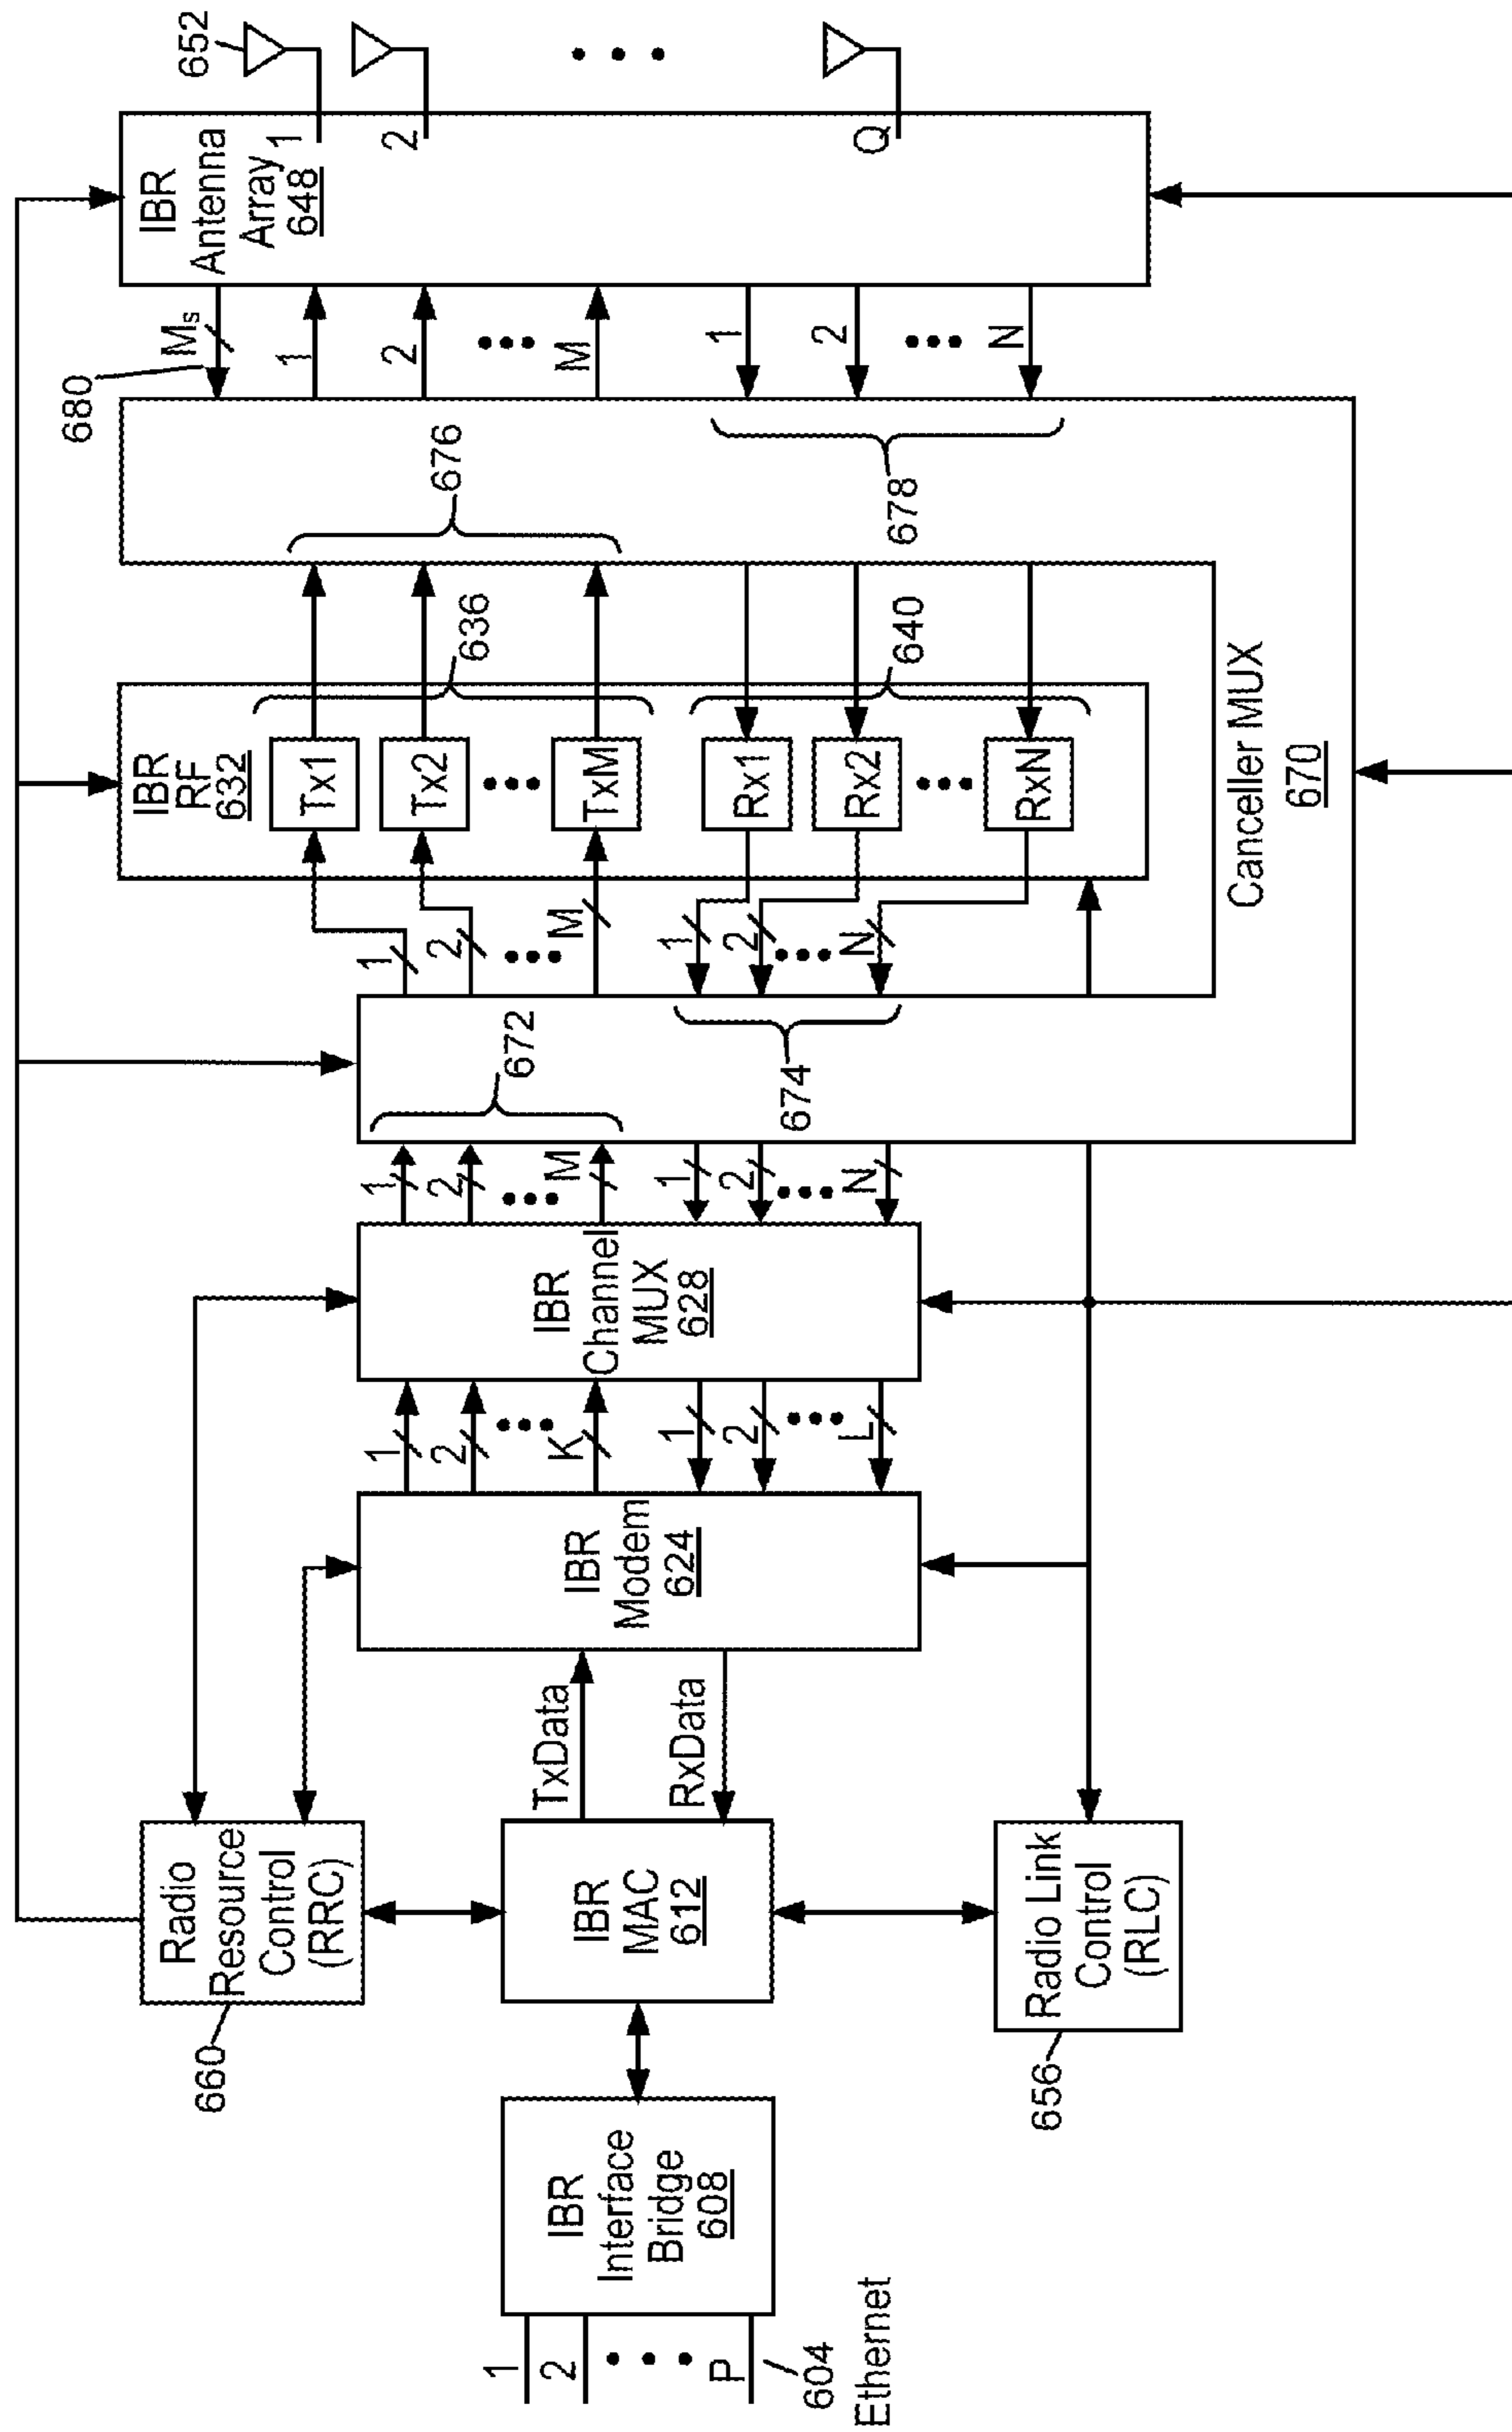 1
2
P
604
Ethernet
IBR
Interface
Bridge
608
660
Radio
Resource
Control
(RRC)
IBR
MAC
612
656
Radio Link
Control
(RLC)
TxData
RxData
IBR
Modem
624
1
2
K
1
2
L
IBR
Channel
MUX
628
1
2
M
1
2
N
672
674
1
2
M
1
2
N
IBR
RF
632
Tx1
Tx2
TxM
Rx1
Rx2
RxN
636
640
676
678
Canceller MUX
670
680
Ms
1
2
M
1
2
N
IBR
Antenna
Array
648
1
2
Q
652